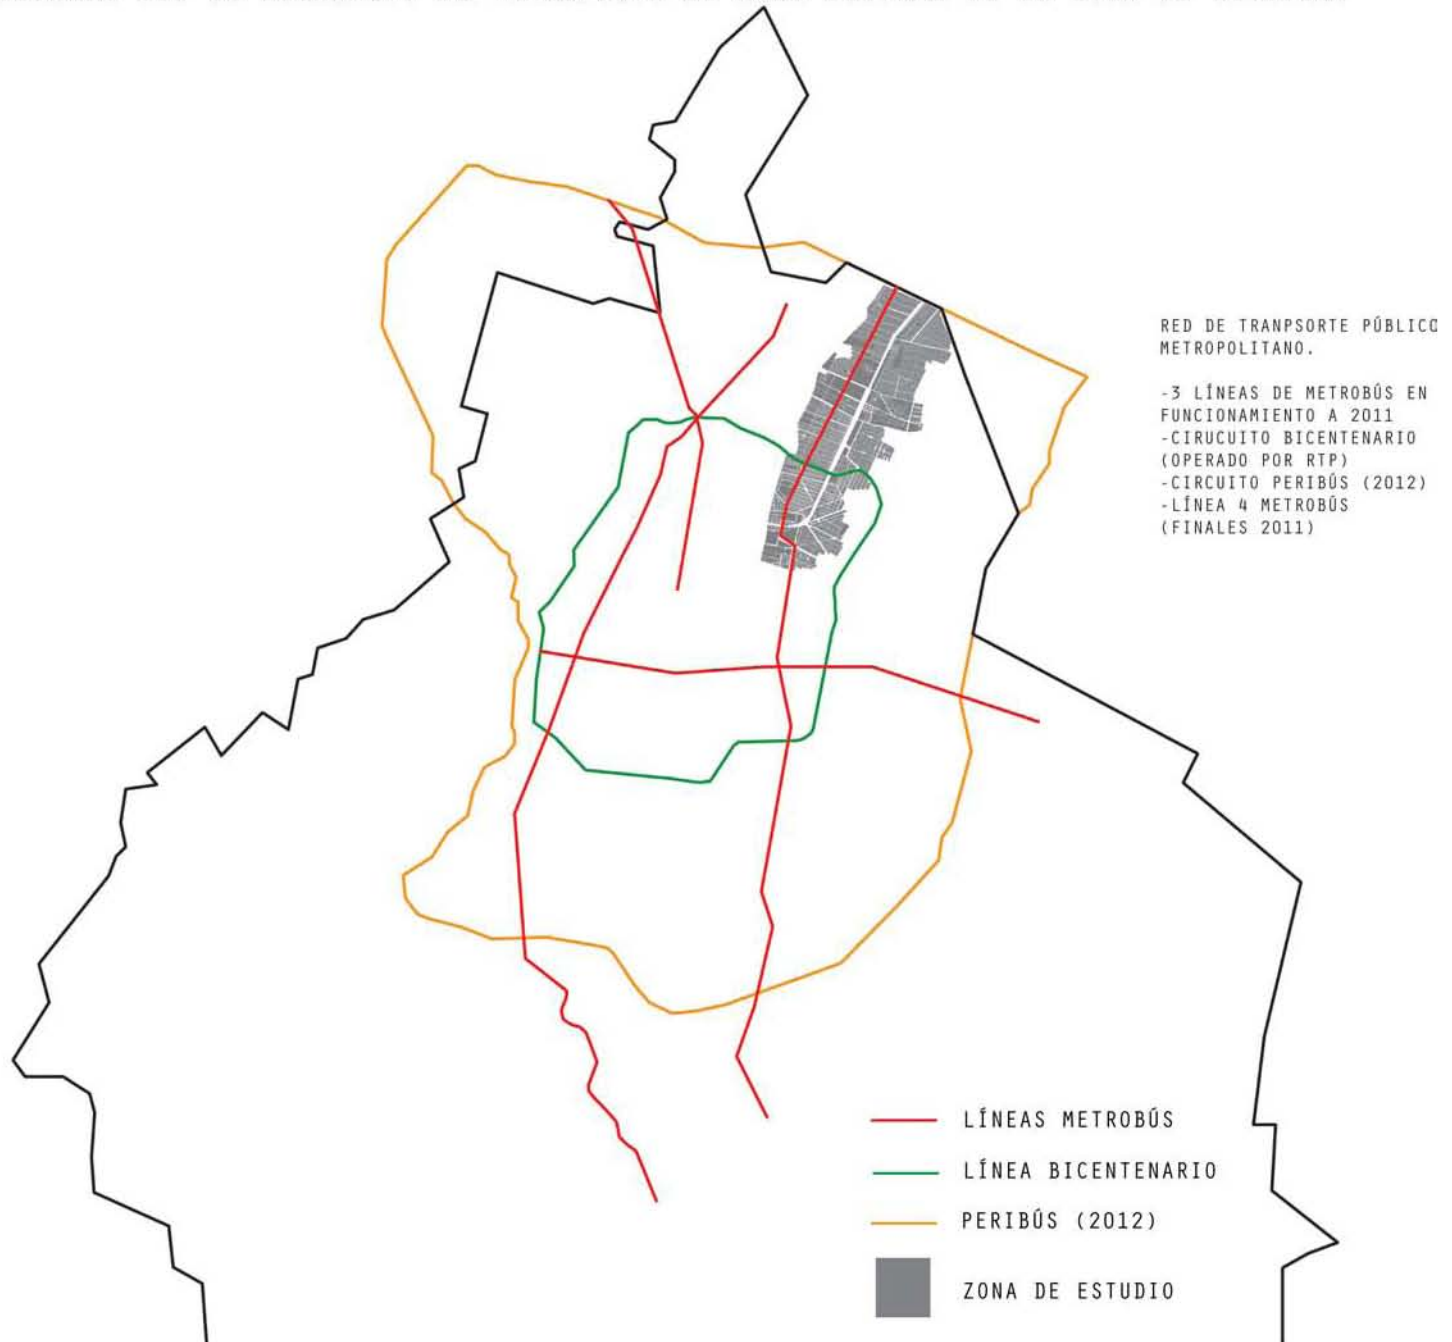 RED DE TRANPSORTE PÚBLICO
METROPOLITANO.
-3 LÍNEAS DE METROBÚS EN
FUNCIONAMIENTO A 2011
-CIRUCUITO BICENTENARIO
(OPERADO POR RTP)
-CIRCUITO PERIBÚS (2012)
-LÍNEA 4 METROBÚS
(FINALES 2011)
LÍNEAS METROBÚS
LÍNEA BICENTENARIO
PERIBÚS (2012)
ZONA DE ESTUDIO